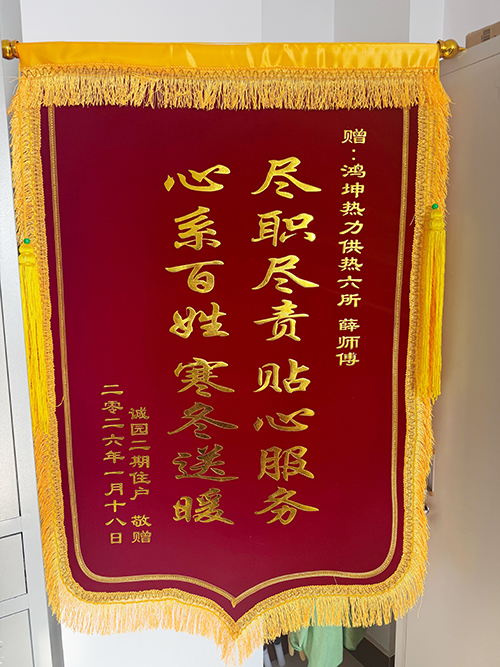 赠：鸿坤热力供热六所 薛师傅
尽职尽责 贴心服务
心系百姓 寒冬送暖
诚园二期住户 敬赠
二零二六年一月十八日